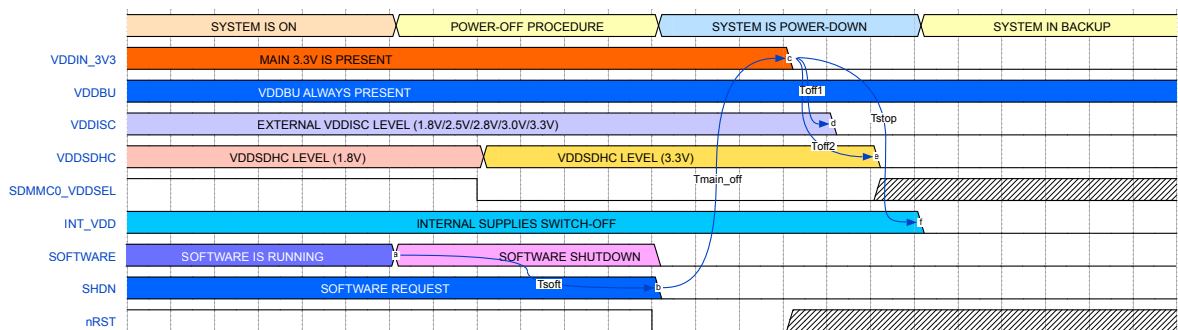 SYSTEM IS ON
POWER-OFF PROCEDURE
SYSTEM IS POWER-DOWN
SYSTEM IN BACKUP
VDDIN_3V3
MAIN 3.3V IS PRESENT
c
VDDBU
VDDBU ALWAYS PRESENT
Toff1
VDDISC
EXTERNAL VDDISC LEVEL (1.8V/2.5V/2.8V/3.0V/3.3V)
d
Tstop
Toff2
VDDSDHC
VDDSDHC LEVEL (1.8V)
VDDSDHC LEVEL (3.3V)
e
Tmain_off
SDMMC0_VDDSEL
INT_VDD
INTERNAL SUPPLIES SWITCH-OFF
f
SOFTWARE
SOFTWARE IS RUNNING
a
SOFTWARE SHUTDOWN
Tsoft
SHDN
SOFTWARE REQUEST
b
nRST